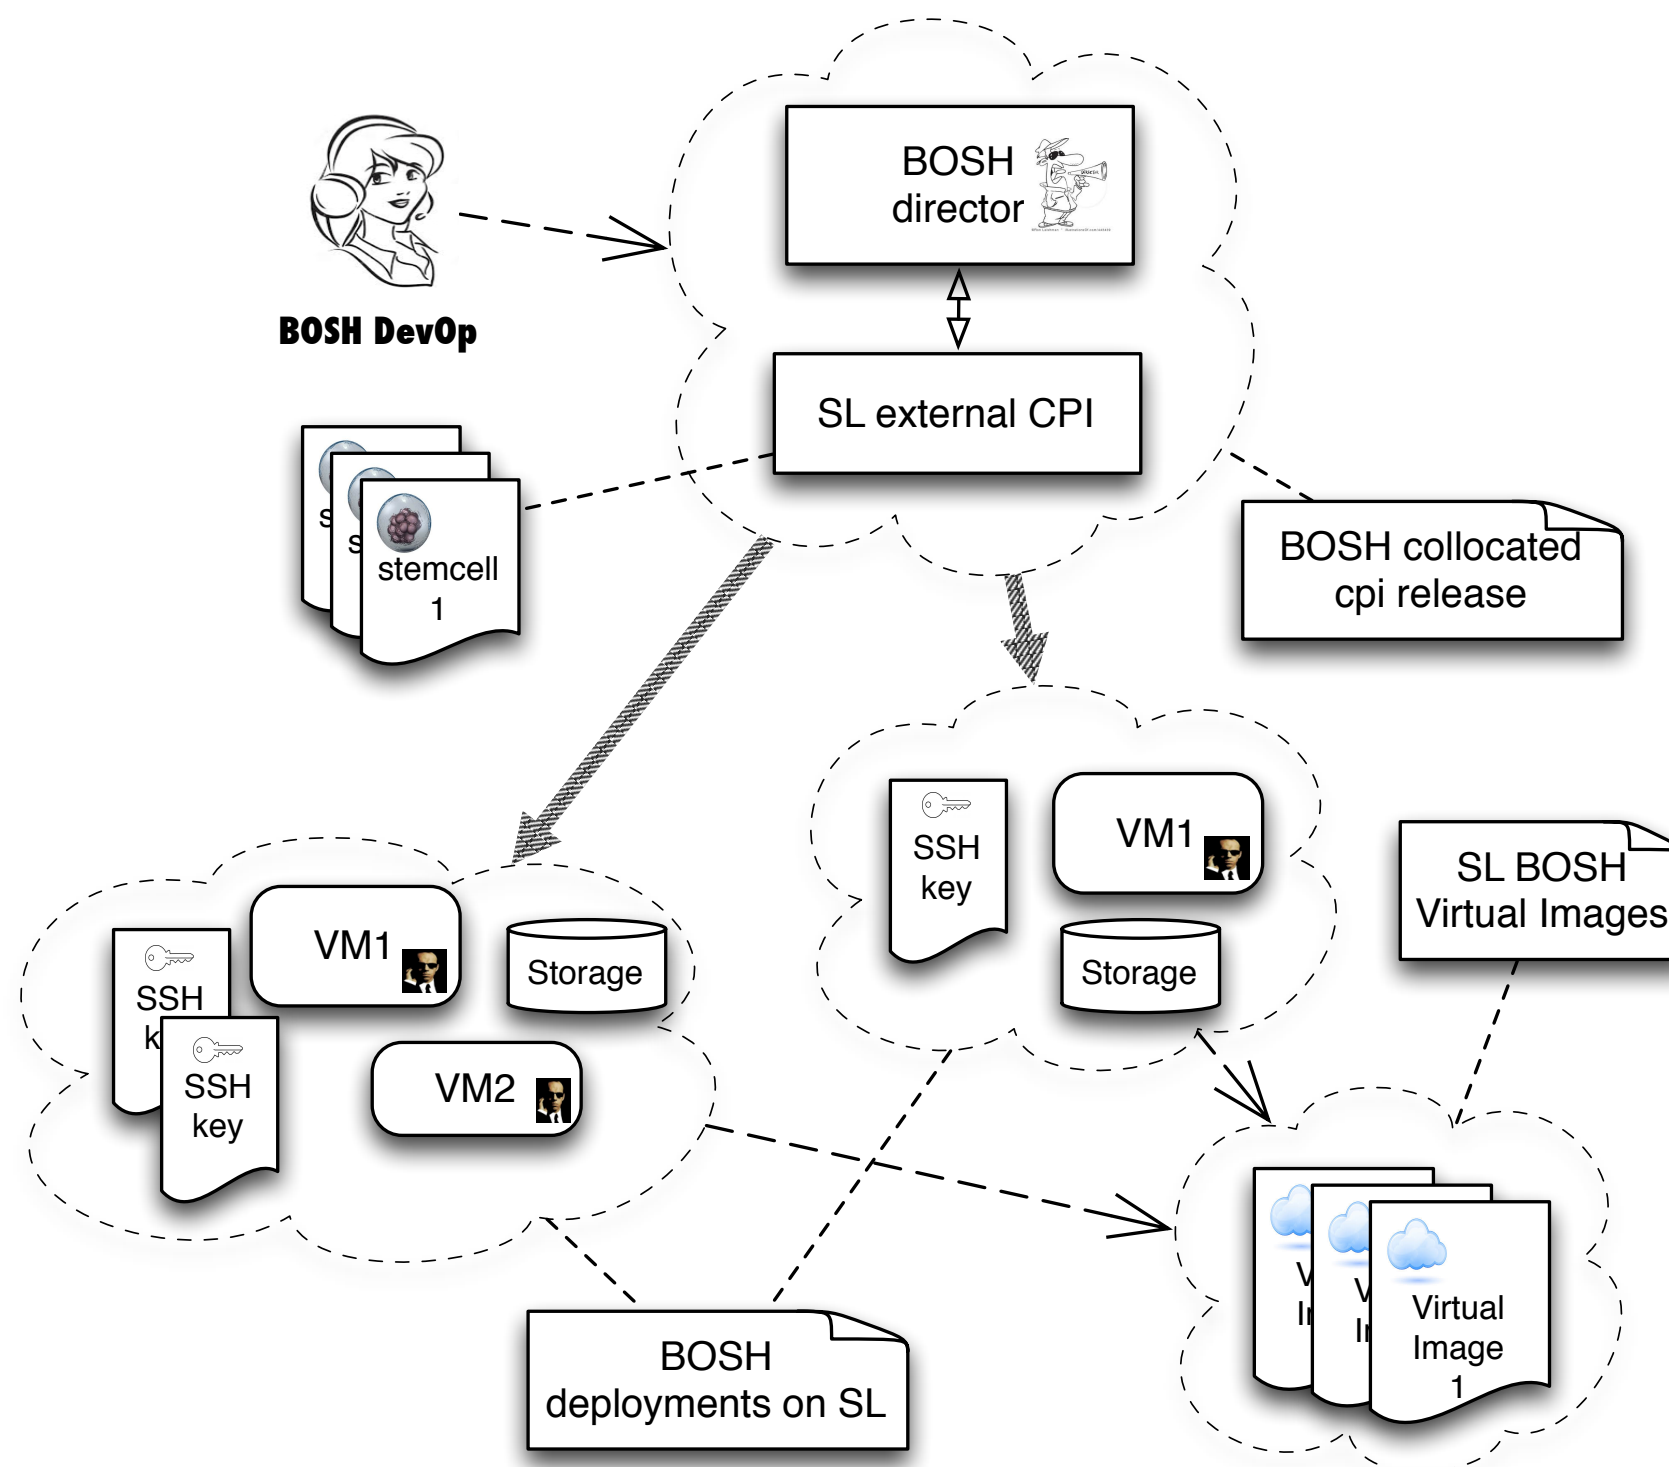 BOSH
director
BOSH DevOp
SL external CPI
s
s
stemcell
1
BOSH collocated
cpi release
SSH
key
VM1
Storage
SL BOSH
Virtual Images
SSH
k
SSH
key
VM1
Storage
VM2
V
I
V
I
Virtual
Image
1
BOSH
deployments on SL